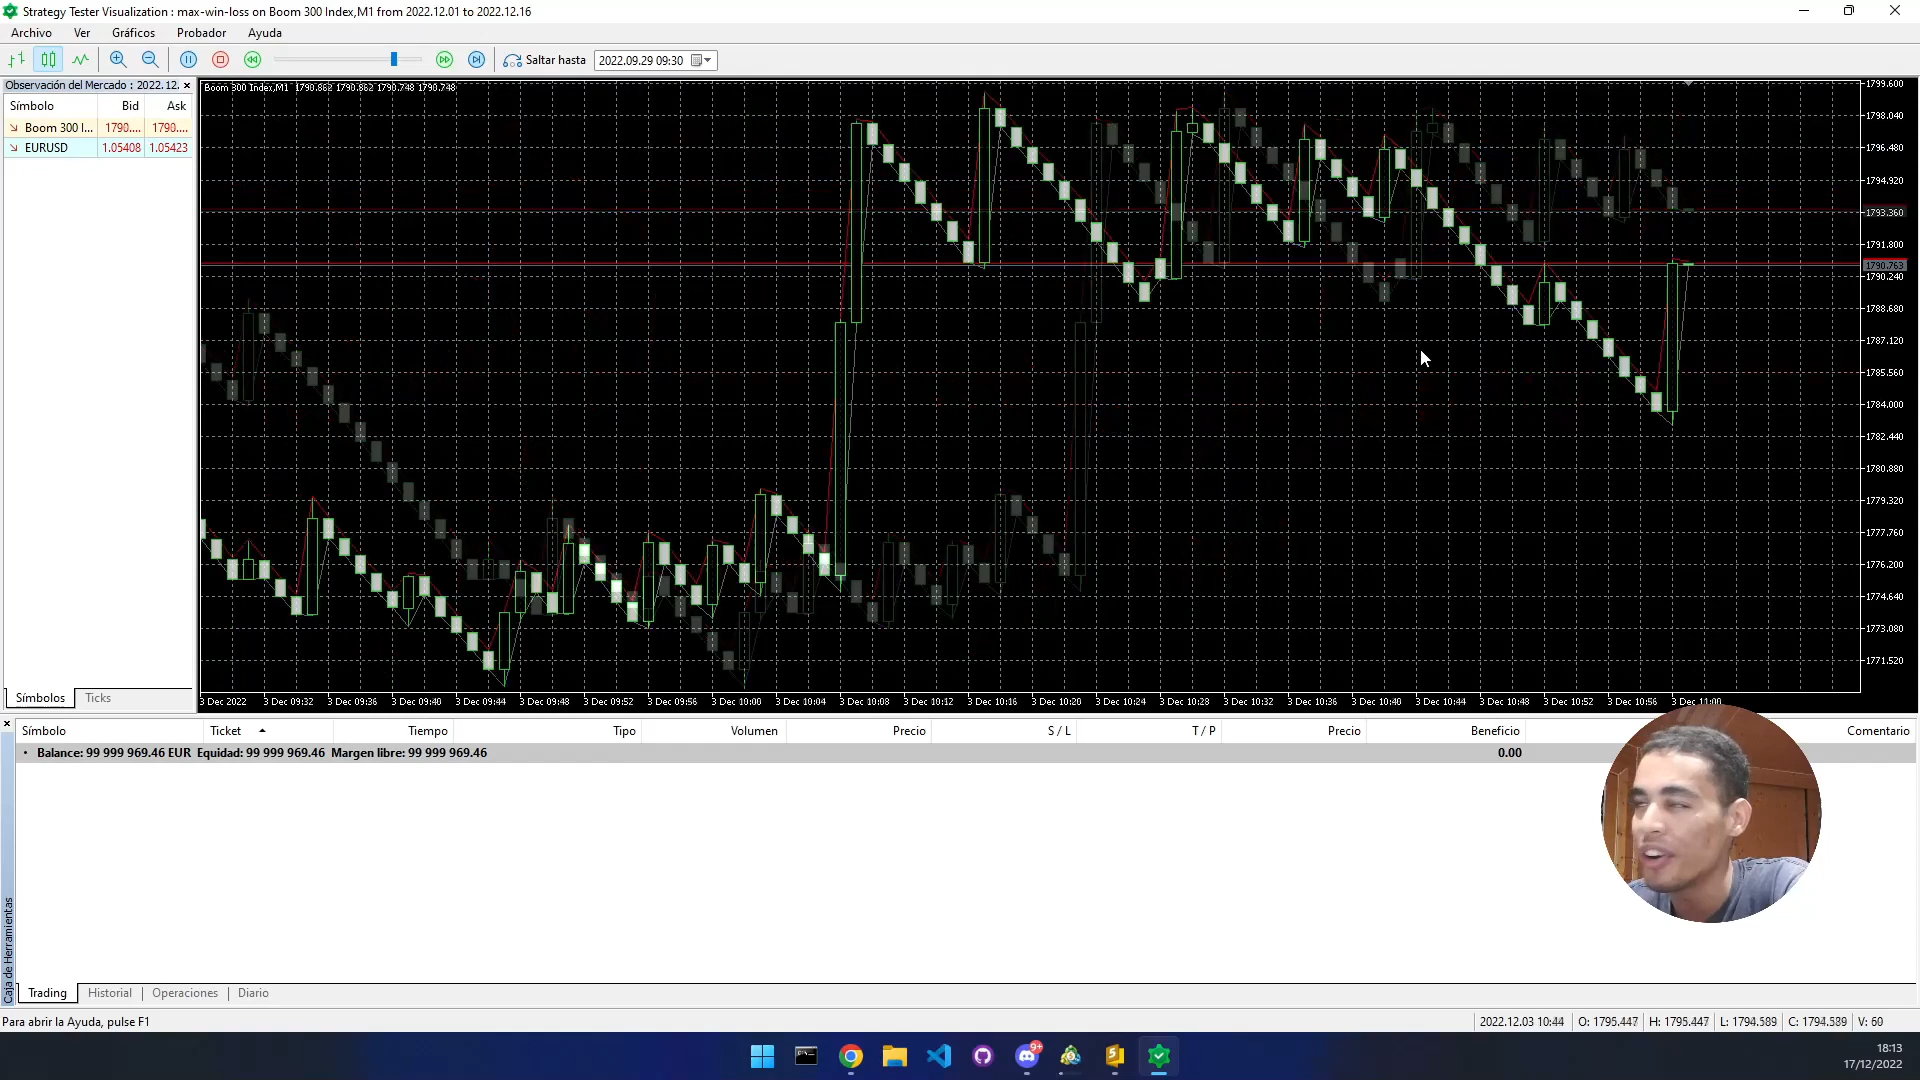 Strategy Tester Visualization : max-win-loss on Boom 300 Index,M1 from 2022.12.01 to 2022.12.16
Archivo Ver Gráficos Probador Ayuda
Saltar hasta 2022.09.29 09:30
Observación del Mercado : 2022.12.
Símbolo Bid Ask
Boom 300 I... 1790.... 1790....
EURUSD 1.05408 1.05423
Símbolos Ticks
Boom 300 Index,M1 1790.862 1790.862 1790.748 1790.748
1799.600
1798.040
1796.480
1794.920
1793.360
1791.800
1790.763
1790.240
1788.680
1787.120
1785.560
1784.000
1782.440
1780.880
1779.320
1777.760
1776.200
1774.640
1773.080
1771.520
3 Dec 2022 3 Dec 09:32 3 Dec 09:36 3 Dec 09:40 3 Dec 09:44 3 Dec 09:48 3 Dec 09:52 3 Dec 09:56 3 Dec 10:00 3 Dec 10:04 3 Dec 10:08 3 Dec 10:12 3 Dec 10:16 3 Dec 10:20 3 Dec 10:24 3 Dec 10:28 3 Dec 10:32 3 Dec 10:36 3 Dec 10:40 3 Dec 10:44 3 Dec 10:48 3 Dec 10:52 3 Dec 10:56 3 Dec 11:00
Símbolo Ticket Tiempo Tipo Volumen Precio S / L T / P Precio Beneficio Comentario
Balance: 99 999 969.46 EUR Equidad: 99 999 969.46 Margen libre: 99 999 969.46 0.00
Caja de Herramientas
Trading Historial Operaciones Diario
Para abrir la Ayuda, pulse F1
2022.12.03 10:44 O: 1795.447 H: 1795.447 L: 1794.589 C: 1794.589 V: 60
9+
18:13
17/12/2022